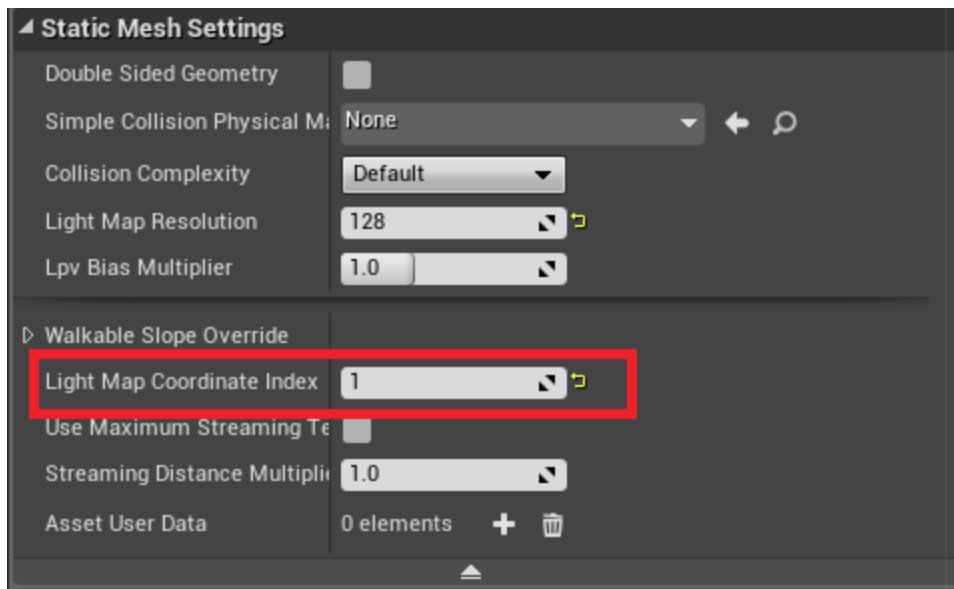 Static Mesh Settings
Double Sided Geometry
Simple Collision Physical Ma None
Collision Complexity Default
Light Map Resolution 128
Lpv Bias Multiplier 1.0
Walkable Slope Override
Light Map Coordinate Index 1
Use Maximum Streaming Te
Streaming Distance Multiplie 1.0
Asset User Data 0 elements